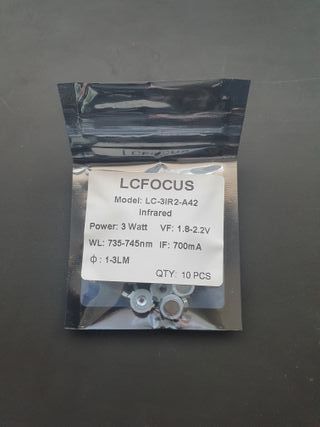 LCFOCUS
LCFOCUS
Model: LC-3IR2-A42
Infrared
Power: 3 Watt VF: 1.8-2.2V
WL: 735-745nm IF: 700mA
Φ : 1-3LM
QTY: 10 PCS